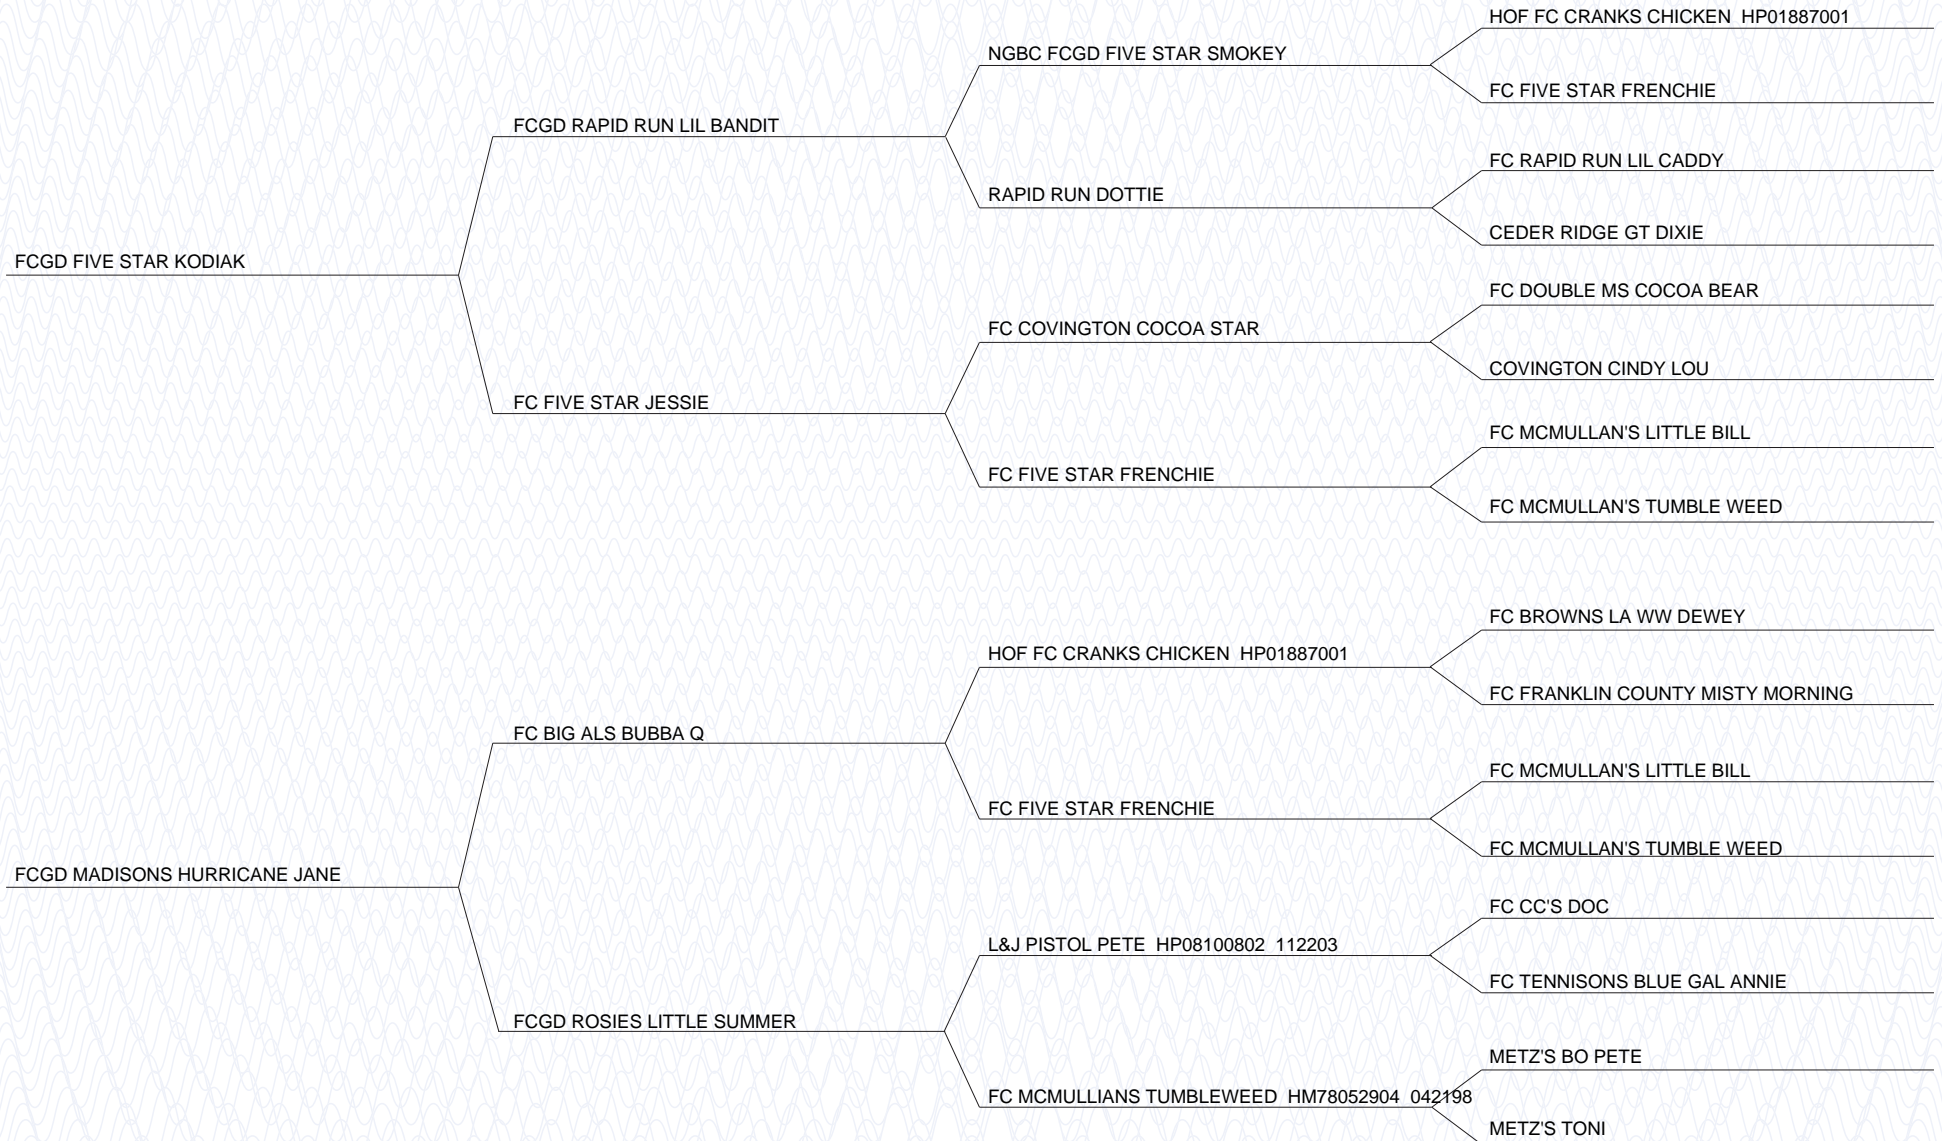 HOF FC CRANKS CHICKEN HP01887001
NGBC FCGD FIVE STAR SMOKEY
FC FIVE STAR FRENCHIE
FCGD RAPID RUN LIL BANDIT
FC RAPID RUN LIL CADDY
RAPID RUN DOTTIE
CEDER RIDGE GT DIXIE
FCGD FIVE STAR KODIAK
FC DOUBLE MS COCOA BEAR
FC COVINGTON COCOA STAR
COVINGTON CINDY LOU
FC FIVE STAR JESSIE
FC MCMULLAN'S LITTLE BILL
FC FIVE STAR FRENCHIE
FC MCMULLAN'S TUMBLE WEED
FC BROWNS LA WW DEWEY
HOF FC CRANKS CHICKEN HP01887001
FC FRANKLIN COUNTY MISTY MORNING
FC BIG ALS BUBBA Q
FC MCMULLAN'S LITTLE BILL
FC FIVE STAR FRENCHIE
FC MCMULLAN'S TUMBLE WEED
FCGD MADISONS HURRICANE JANE
FC CC'S DOC
L&J PISTOL PETE HP08100802 112203
FC TENNISONS BLUE GAL ANNIE
FCGD ROSIES LITTLE SUMMER
METZ'S BO PETE
FC MCMULLIANS TUMBLEWEED HM78052904 042198
METZ'S TONI